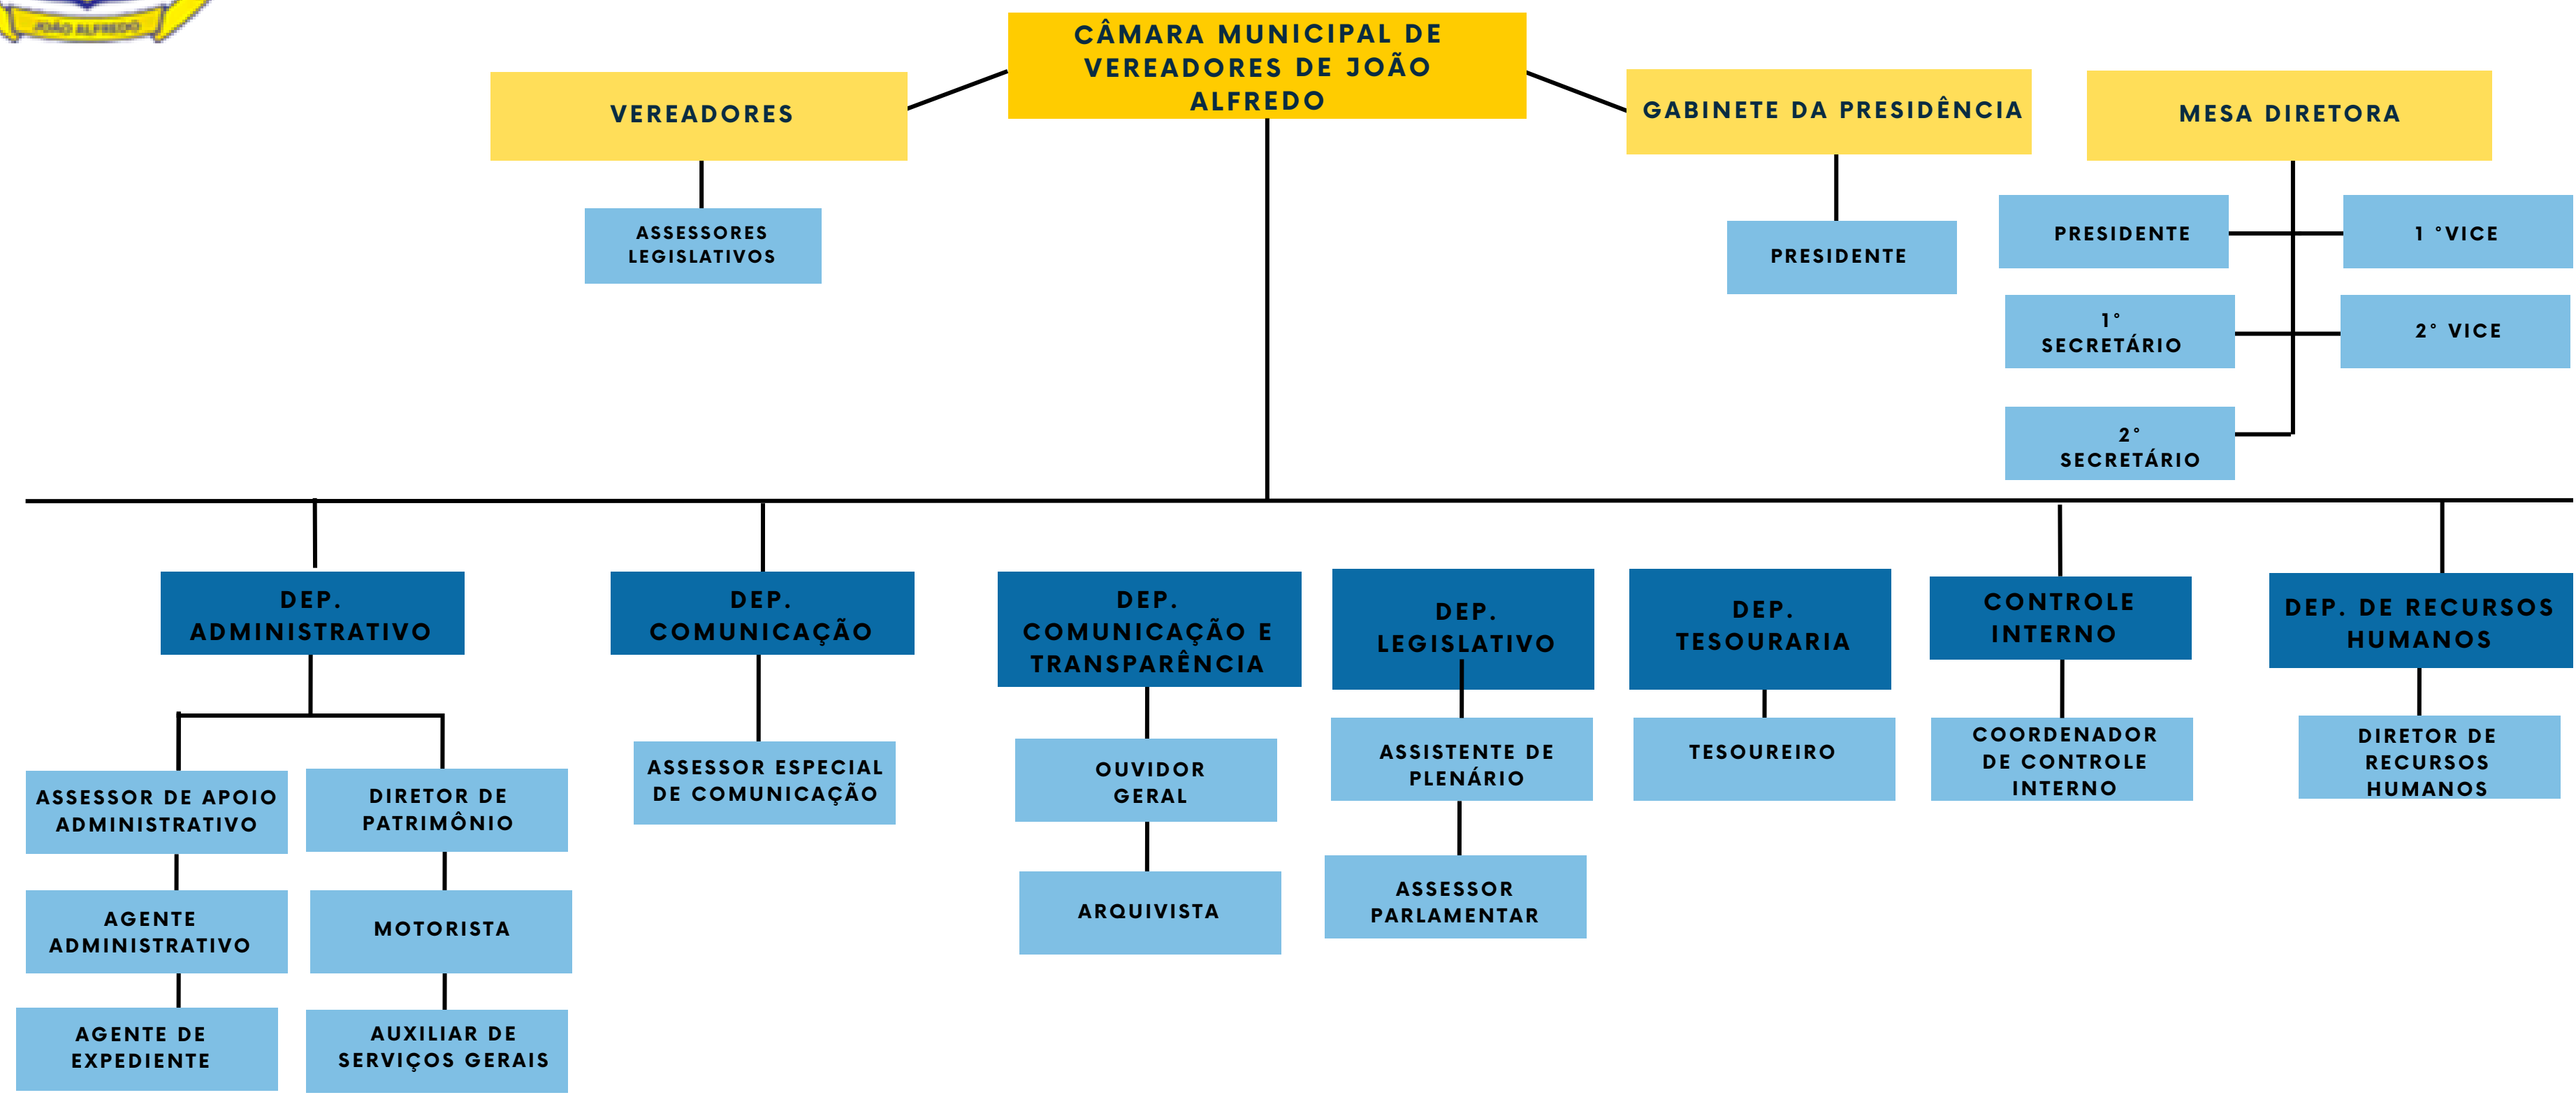 JOÃO ALFREDO
CÂMARA MUNICIPAL DE
VEREADORES DE JOÃO
ALFREDO
VEREADORES
GABINETE DA PRESIDÊNCIA
MESA DIRETORA
ASSESSORES
LEGISLATIVOS
PRESIDENTE
PRESIDENTE
1 °VICE
1°
SECRETÁRIO
2° VICE
2°
SECRETÁRIO
DEP.
ADMINISTRATIVO
DEP.
COMUNICAÇÃO
DEP.
COMUNICAÇÃO E
TRANSPARÊNCIA
DEP.
LEGISLATIVO
DEP.
TESOURARIA
CONTROLE
INTERNO
DEP. DE RECURSOS
HUMANOS
ASSESSOR DE APOIO
ADMINISTRATIVO
DIRETOR DE
PATRIMÔNIO
ASSESSOR ESPECIAL
DE COMUNICAÇÃO
OUVIDOR
GERAL
ASSISTENTE DE
PLENÁRIO
TESOUREIRO
COORDENADOR
DE CONTROLE
INTERNO
DIRETOR DE
RECURSOS
HUMANOS
AGENTE
ADMINISTRATIVO
MOTORISTA
ARQUIVISTA
ASSESSOR
PARLAMENTAR
AGENTE DE
EXPEDIENTE
AUXILIAR DE
SERVIÇOS GERAIS